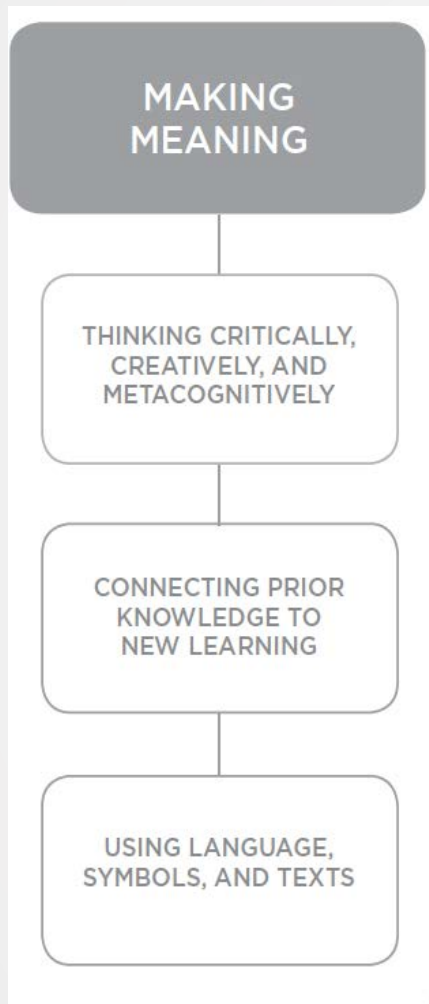 MAKING
MEANING
THINKING CRITICALLY,
CREATIVELY, AND
METACOGNITIVELY
CONNECTING PRIOR
KNOWLEDGE TO
NEW LEARNING
USING LANGUAGE,
SYMBOLS, AND TEXTS